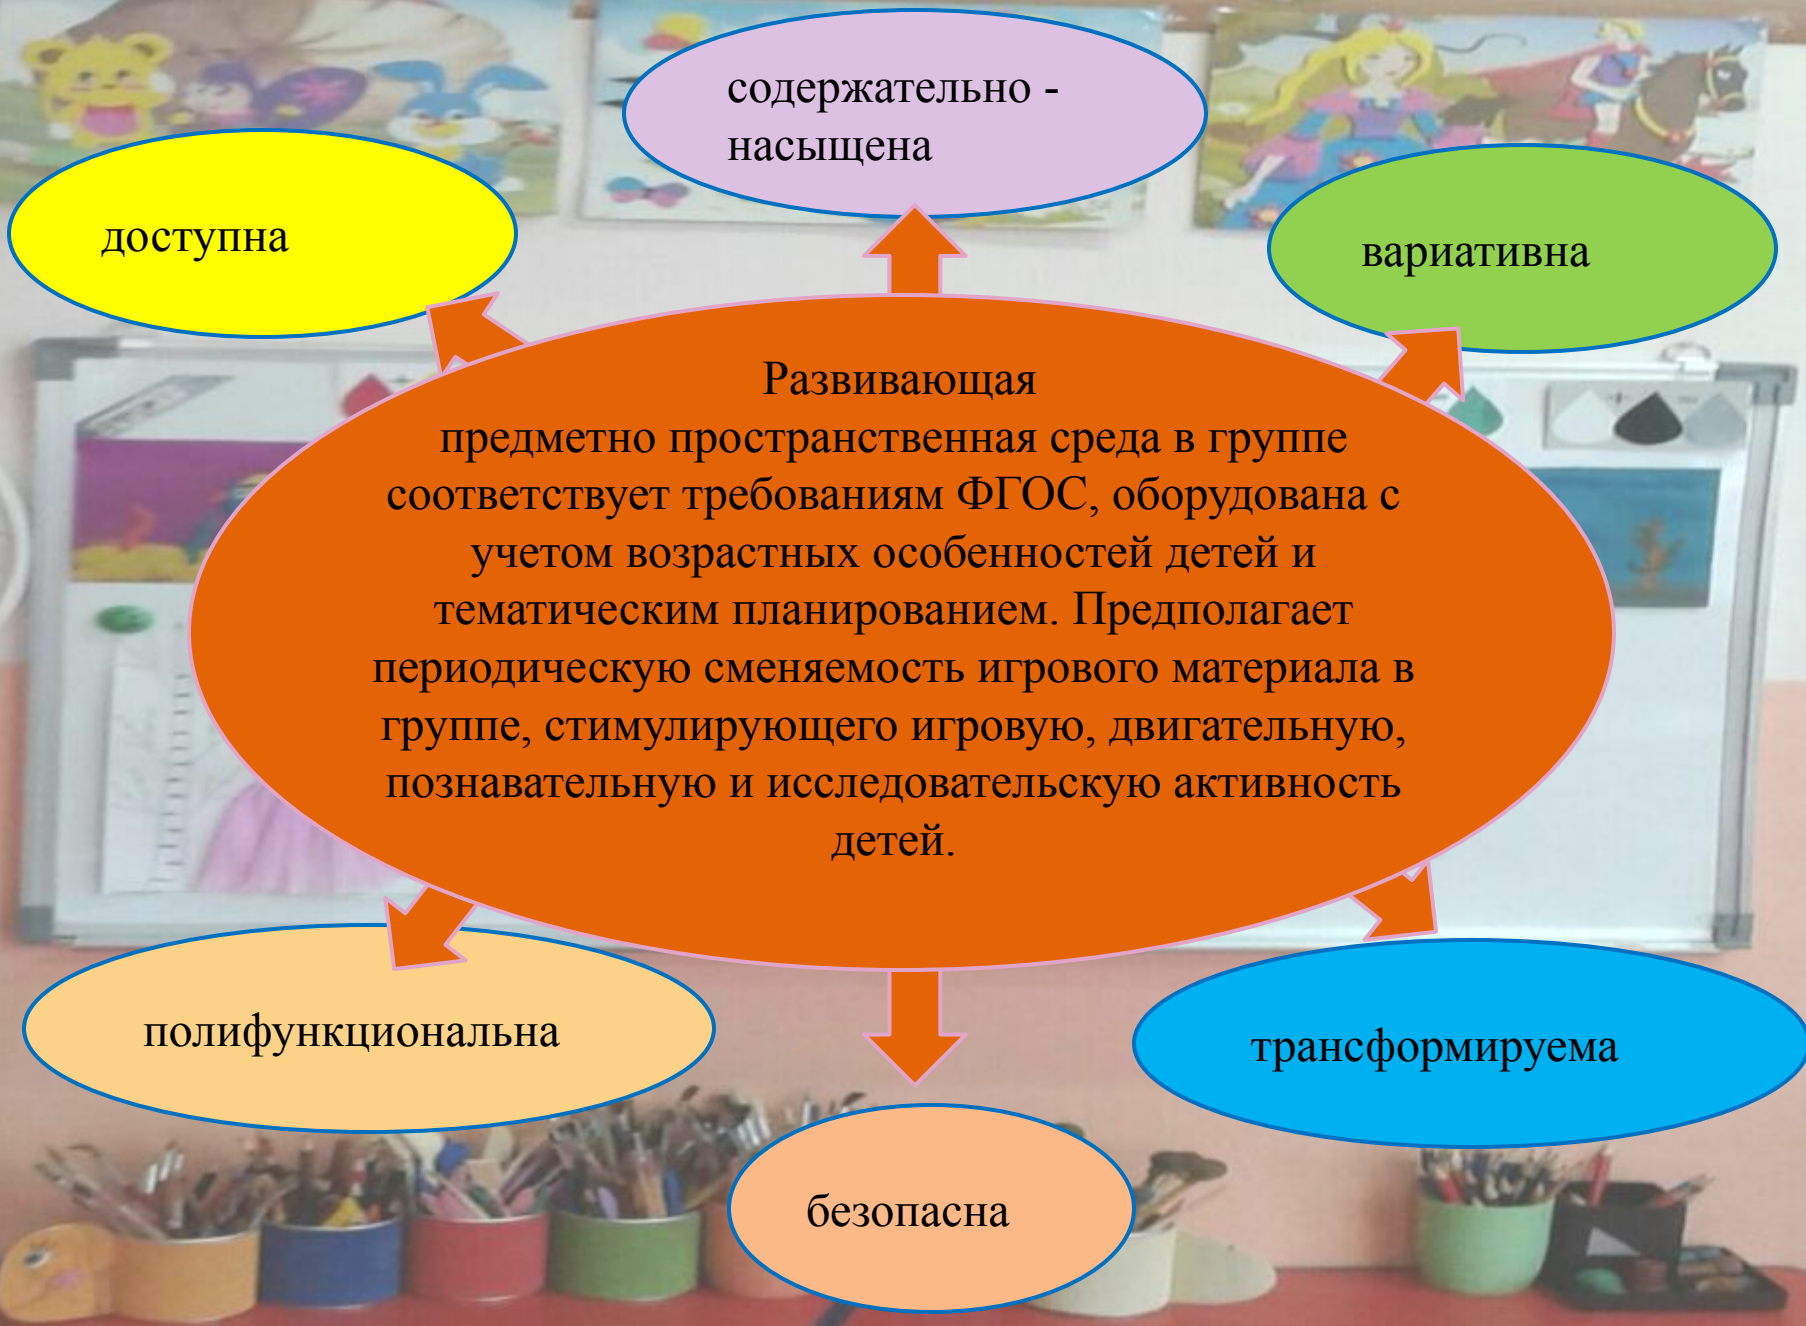 содержательно -
насыщена
доступна
вариативна
Развивающая
предметно пространственная среда в группе
соответствует требованиям ФГОС, оборудована с
учетом возрастных особенностей детей и
тематическим планированием. Предполагает
периодическую сменяемость игрового материала в
группе, стимулирующего игровую, двигательную,
познавательную и исследовательскую активность
детей.
полифункциональна
трансформируема
безопасна